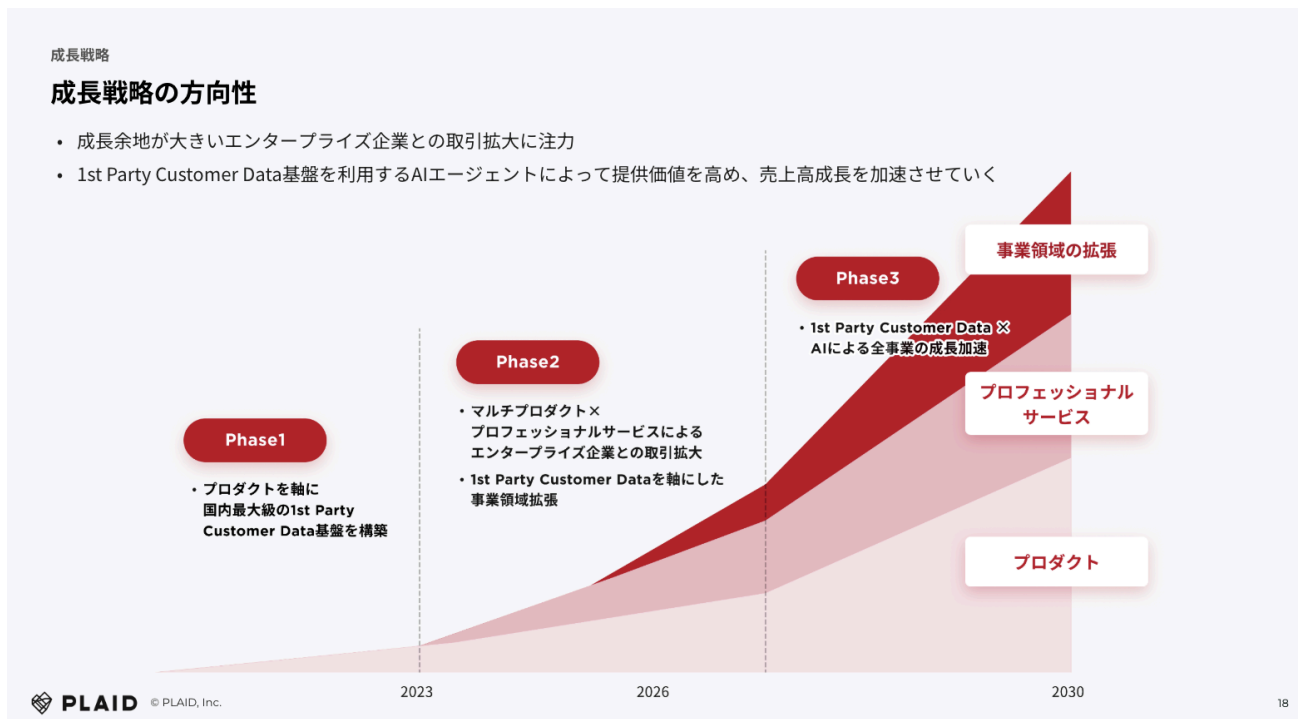 成長戦略
成長戦略の方向性
• 成長余地が大きいエンタープライズ企業との取引拡大に注力
• 1st Party Customer Data基盤を利用するAIエージェントによって提供価値を高め、売上高成長を加速させていく
Phase1
・プロダクトを軸に
国内最大級の1st Party
Customer Data基盤を構築
Phase2
・マルチプロダクト×
プロフェッショナルサービスによる
エンタープライズ企業との取引拡大
・1st Party Customer Dataを軸にした
事業領域拡張
Phase3
・1st Party Customer Data ×
AIによる全事業の成長加速
事業領域の拡張
プロフェッショナル
サービス
プロダクト
2023
2026
2030
PLAID © PLAID, Inc.
18